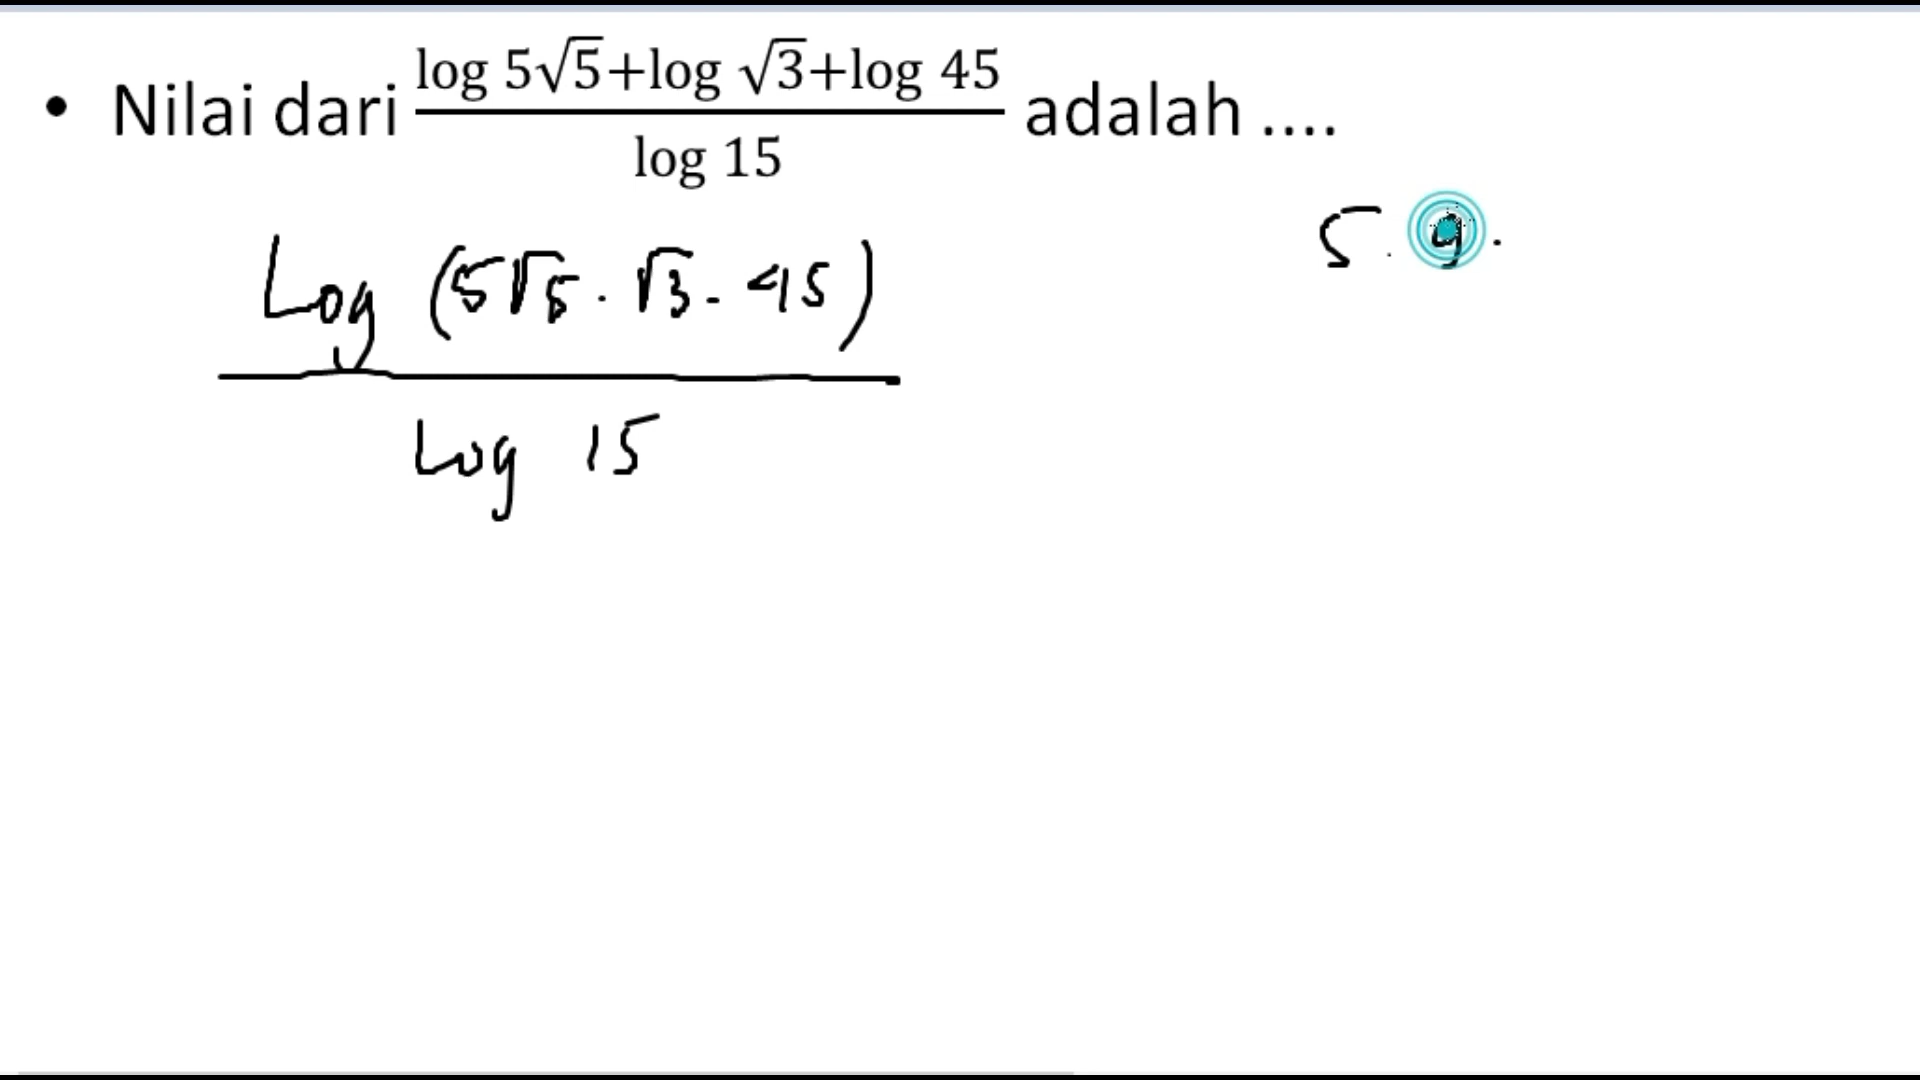 • Nilai dari (log 5√5+log √3+log 45)/(log 15) adalah ....
5 . 9 .
Log (5√5 . √3 . 45)
Log 15